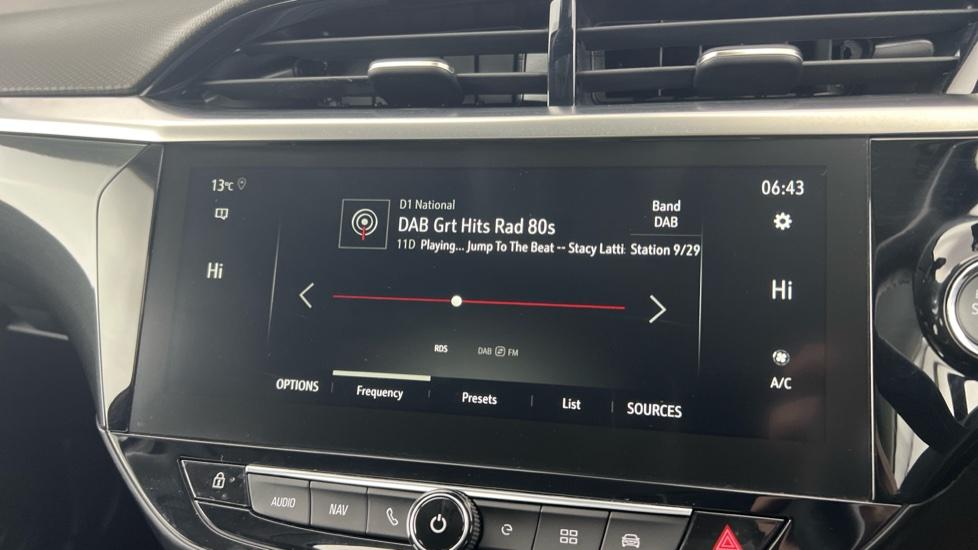 13°C
06:43
D1 National
DAB Grt Hits Rad 80s
11D Playing... Jump To The Beat -- Stacy Latti:
Band
DAB
Station 9/29
Hi
Hi
RDS
DAB FM
A/C
OPTIONS
Frequency
Presets
List
SOURCES
AUDIO
NAV